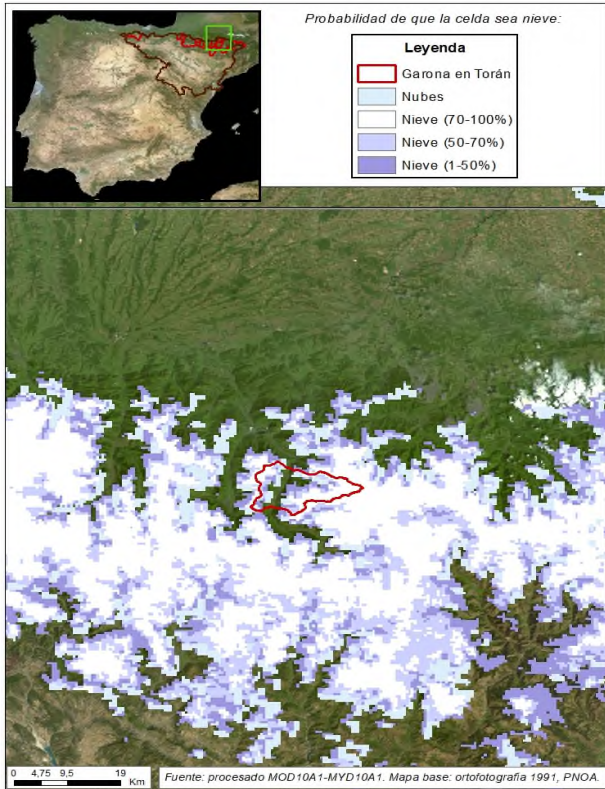 Probabilidad de que la celda sea nieve:
Leyenda
Garona en Torán
Nubes
Nieve (70-100%)
Nieve (50-70%)
Nieve (1-50%)
0 4,75 9,5 19
Km
Fuente: procesado MOD10A1-MYD10A1. Mapa base: ortofotografía 1991, PNOA.